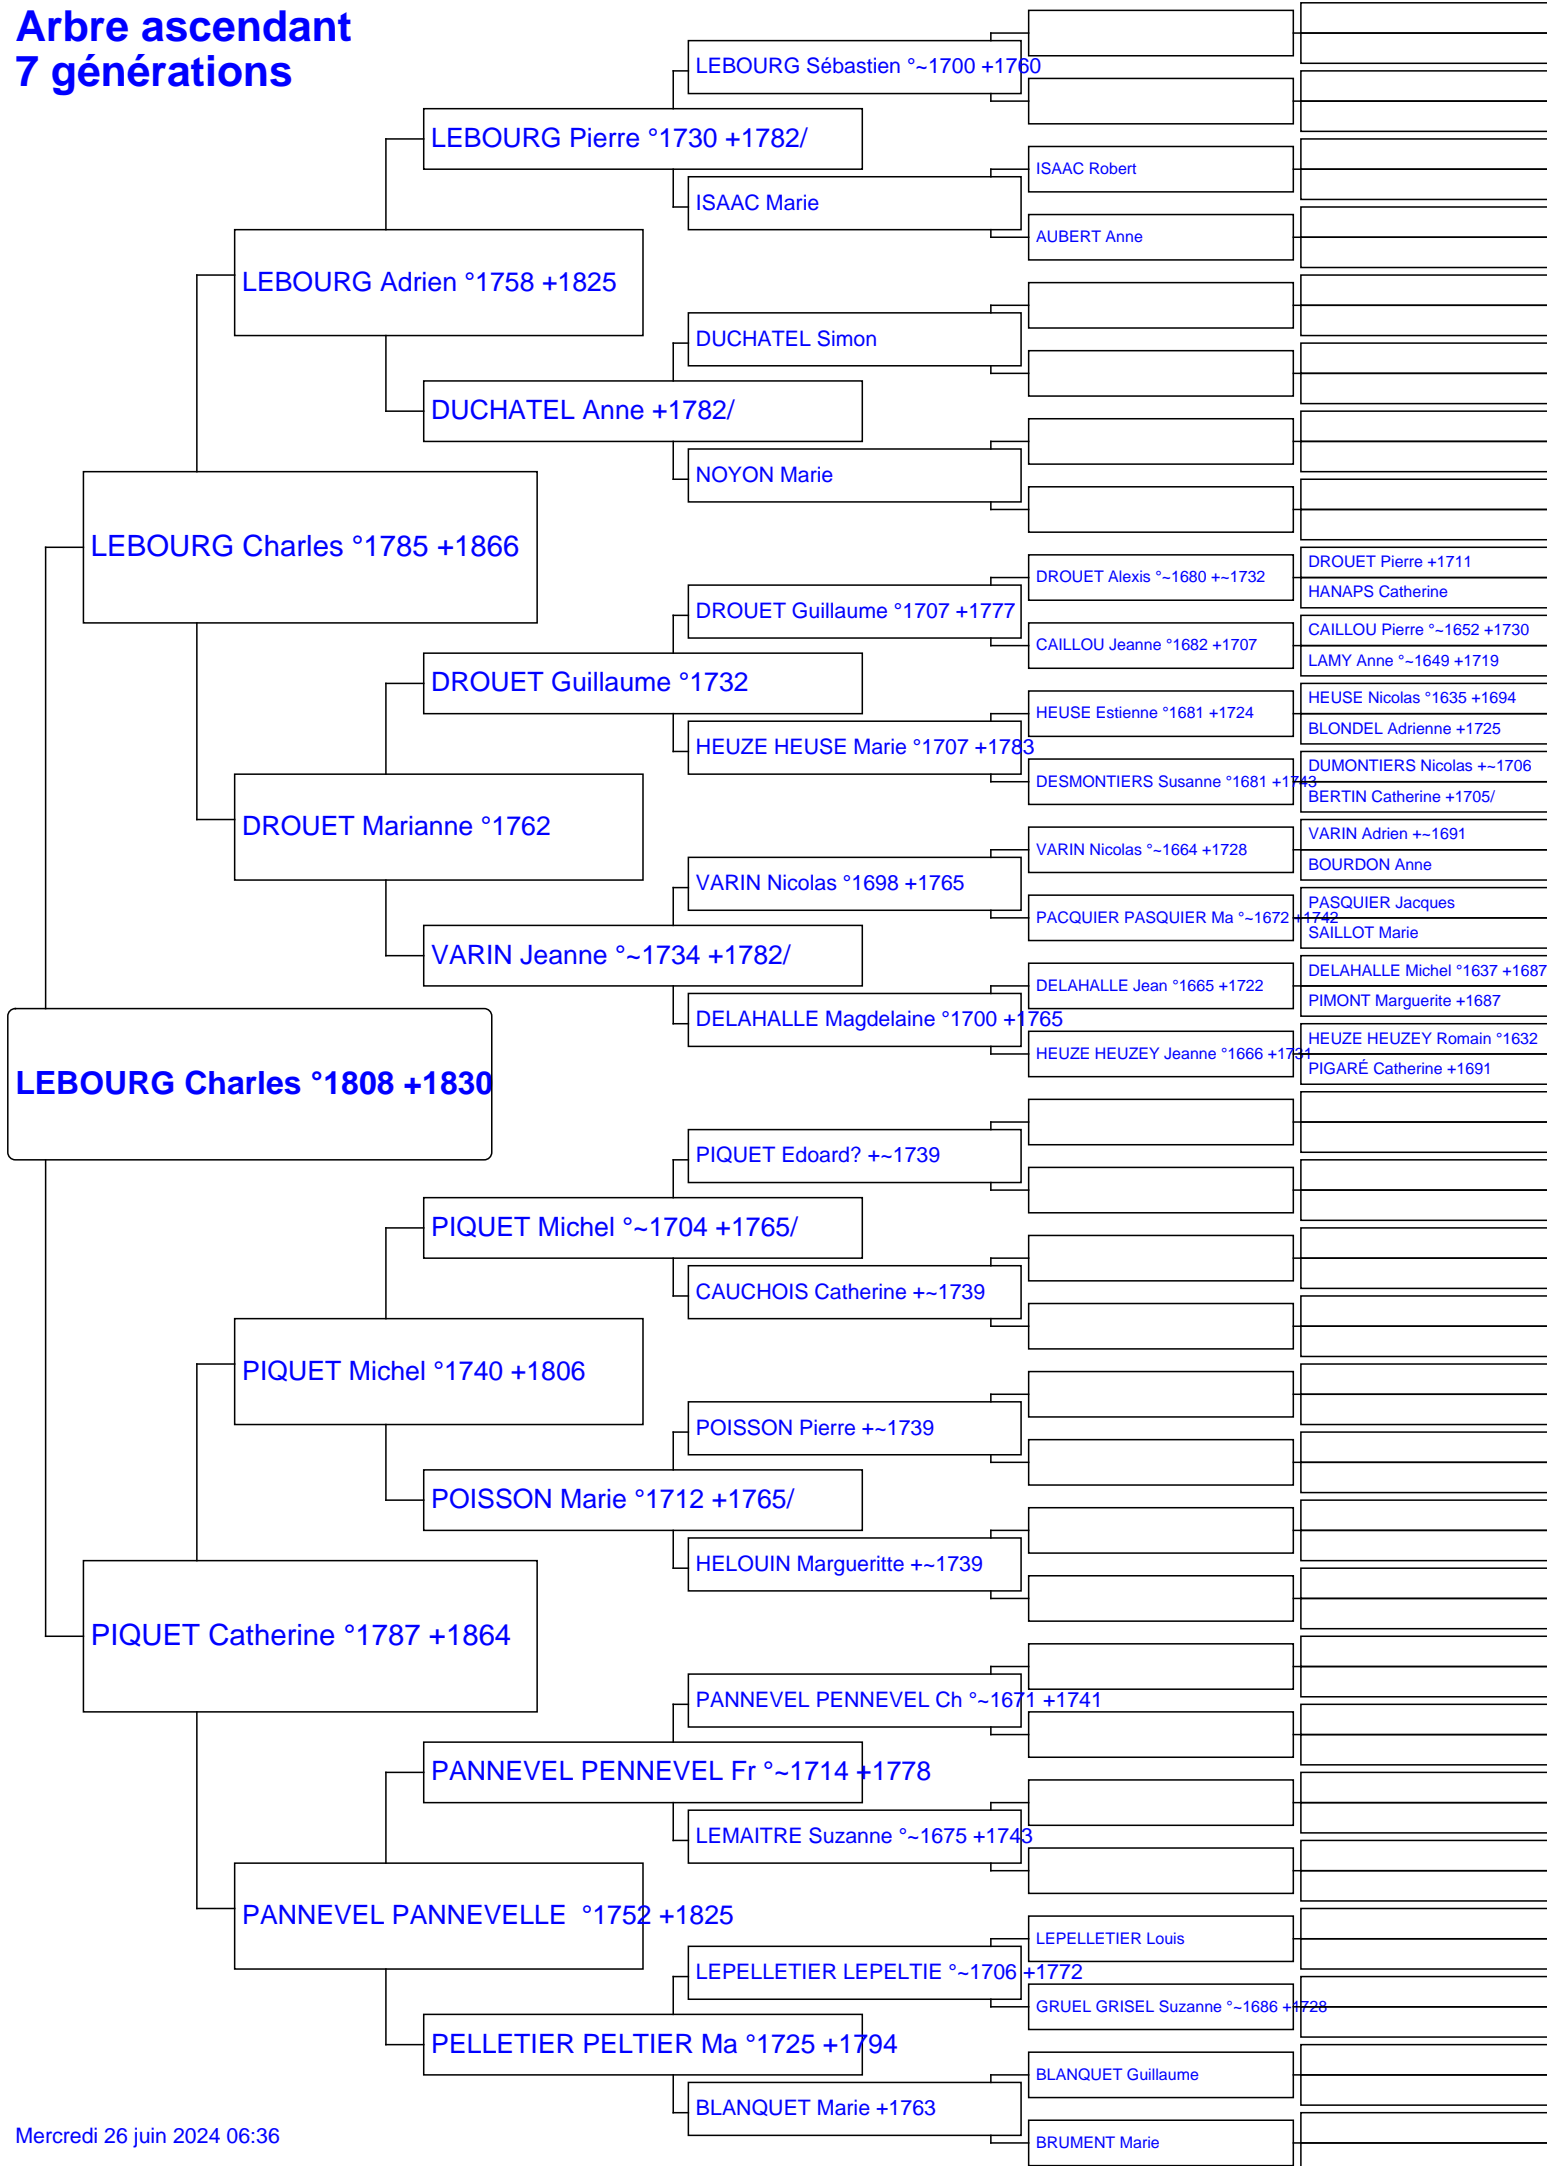 Arbre ascendant
7 générations
LEBOURG Sébastien °~1700 +1760
LEBOURG Pierre °1730 +1782/
ISAAC Robert
ISAAC Marie
AUBERT Anne
LEBOURG Adrien °1758 +1825
DUCHATEL Simon
DUCHATEL Anne +1782/
NOYON Marie
LEBOURG Charles °1785 +1866
DROUET Pierre +1711
DROUET Alexis °~1680 +~1732
HANAPS Catherine
DROUET Guillaume °1707 +1777
CAILLOU Pierre °~1652 +1730
CAILLOU Jeanne °1682 +1707
LAMY Anne °~1649 +1719
DROUET Guillaume °1732
HEUSE Nicolas °1635 +1694
HEUSE Estienne °1681 +1724
BLONDEL Adrienne +1725
HEUZE HEUSE Marie °1707 +1783
DUMONTIERS Nicolas +~1706
DESMONTIERS Susanne °1681 +1743
BERTIN Catherine +1705/
DROUET Marianne °1762
VARIN Adrien +~1691
VARIN Nicolas °~1664 +1728
BOURDON Anne
VARIN Nicolas °1698 +1765
PASQUIER Jacques
PACQUIER PASQUIER Ma °~1672 +1742
SAILLOT Marie
VARIN Jeanne °~1734 +1782/
DELAHALLE Michel °1637 +1687
DELAHALLE Jean °1665 +1722
PIMONT Marguerite +1687
DELAHALLE Magdelaine °1700 +1765
HEUZE HEUZEY Romain °1632
HEUZE HEUZEY Jeanne °1666 +1731
PIGARÉ Catherine +1691
LEBOURG Charles °1808 +1830
PIQUET Edoard? +~1739
PIQUET Michel °~1704 +1765/
CAUCHOIS Catherine +~1739
PIQUET Michel °1740 +1806
POISSON Pierre +~1739
POISSON Marie °1712 +1765/
HELOUIN Margueritte +~1739
PIQUET Catherine °1787 +1864
PANNEVEL PENNEVEL Ch °~1671 +1741
PANNEVEL PENNEVEL Fr °~1714 +1778
LEMAITRE Suzanne °~1675 +1743
PANNEVEL PANNEVELLE  °1752 +1825
LEPELLETIER Louis
LEPELLETIER LEPELTIE °~1706 +1772
GRUEL GRISEL Suzanne °~1686 +1728
PELLETIER PELTIER Ma °1725 +1794
BLANQUET Guillaume
BLANQUET Marie +1763
BRUMENT Marie
Mercredi 26 juin 2024 06:36